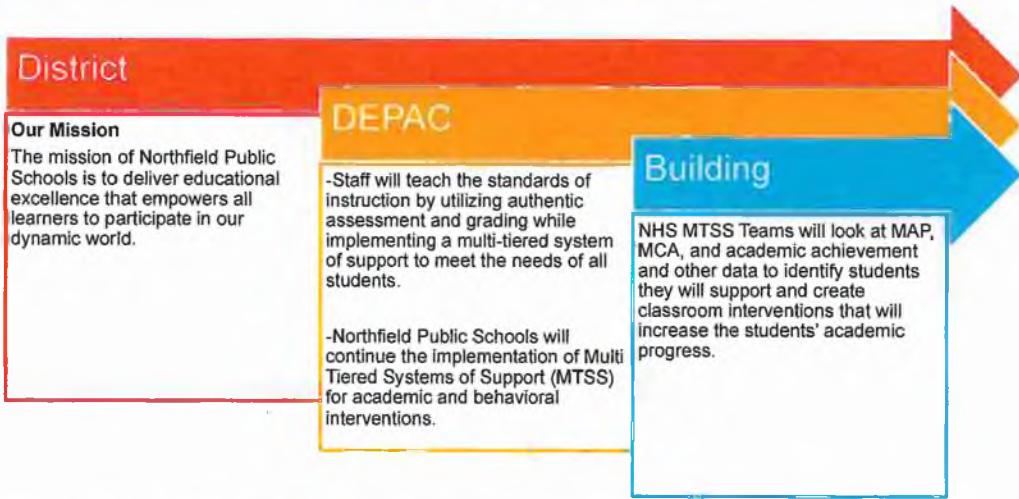 District
Our Mission
The mission of Northfield Public
Schools is to deliver educational
excellence that empowers all
learners to participate in our
dynamic world.
DEPAC
-Staff will teach the standards of
instruction by utilizing authentic
assessment and grading while
implementing a multi-tiered system
of support to meet the needs of all
students.
-Northfield Public Schools will
continue the implementation of Multi
Tiered Systems of Support (MTSS)
for academic and behavioral
interventions.
Building
NHS MTSS Teams will look at MAP,
MCA, and academic achievement
and other data to identify students
they will support and create
classroom interventions that will
increase the students' academic
progress.